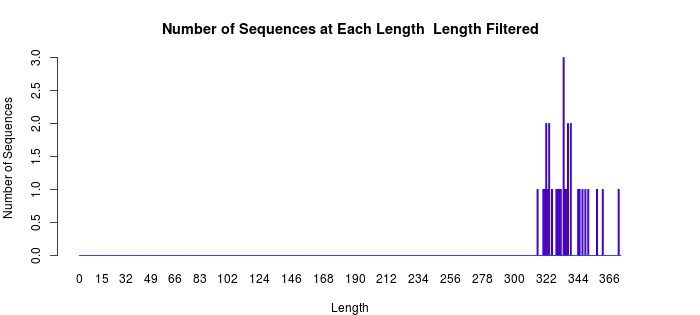 Number of Sequences at Each Length  Length Filtered
Number of Sequences
3.0
2.5
2.0
1.5
1.0
0.5
0.0
0 15 32 49 66 83 102 124 146 168 190 212 234 256 278 300 322 344 366
Length